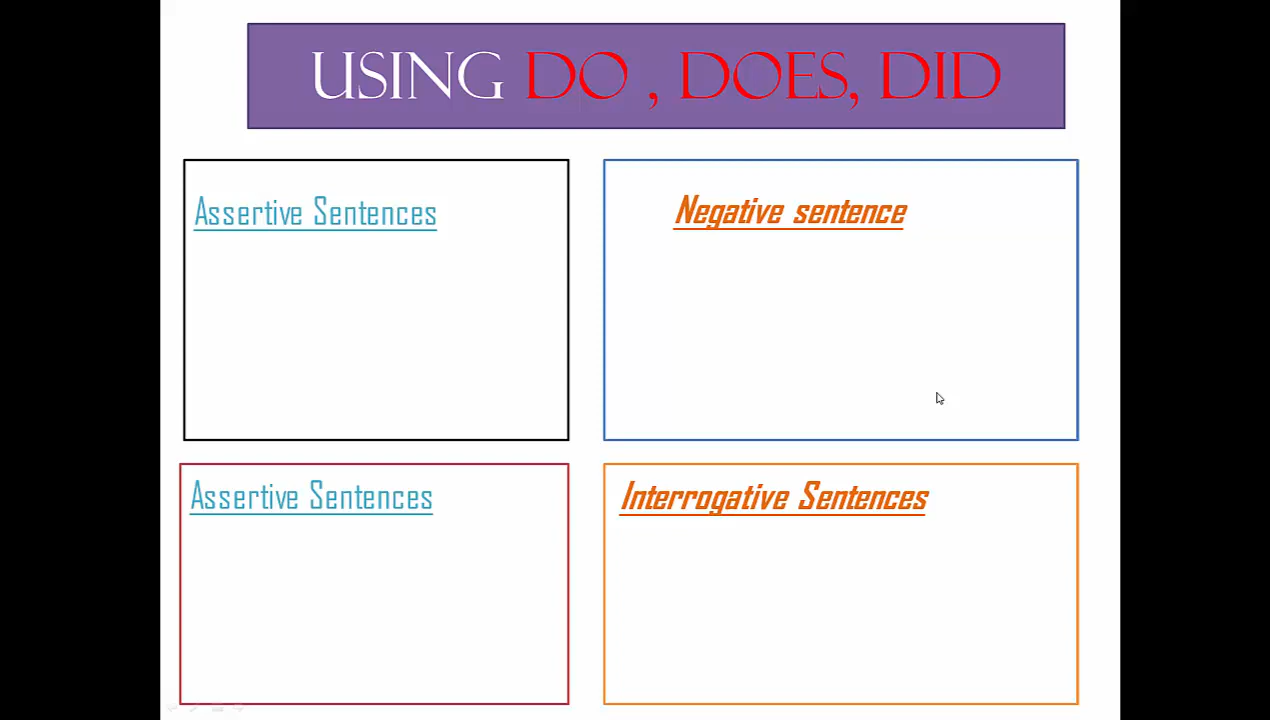 USING DO , DOES, DID
Assertive Sentences
Negative sentence
Assertive Sentences
Interrogative Sentences